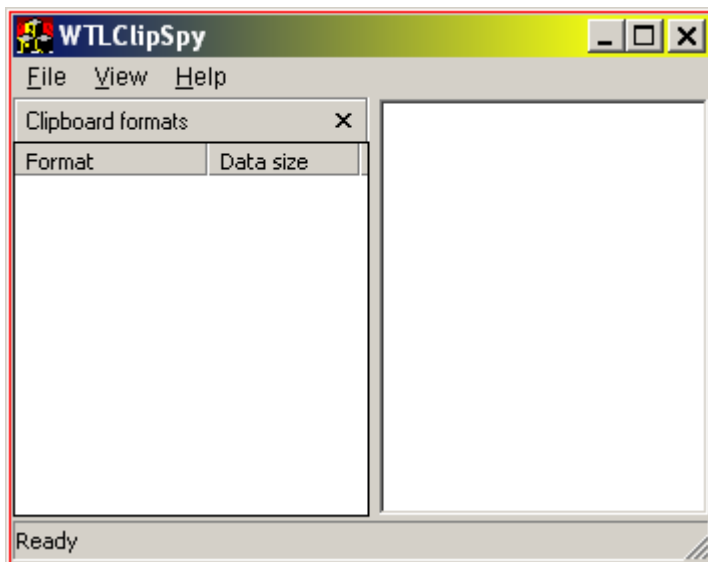 WTLClipSpy
File View Help
Clipboard formats
Format Data size
Ready